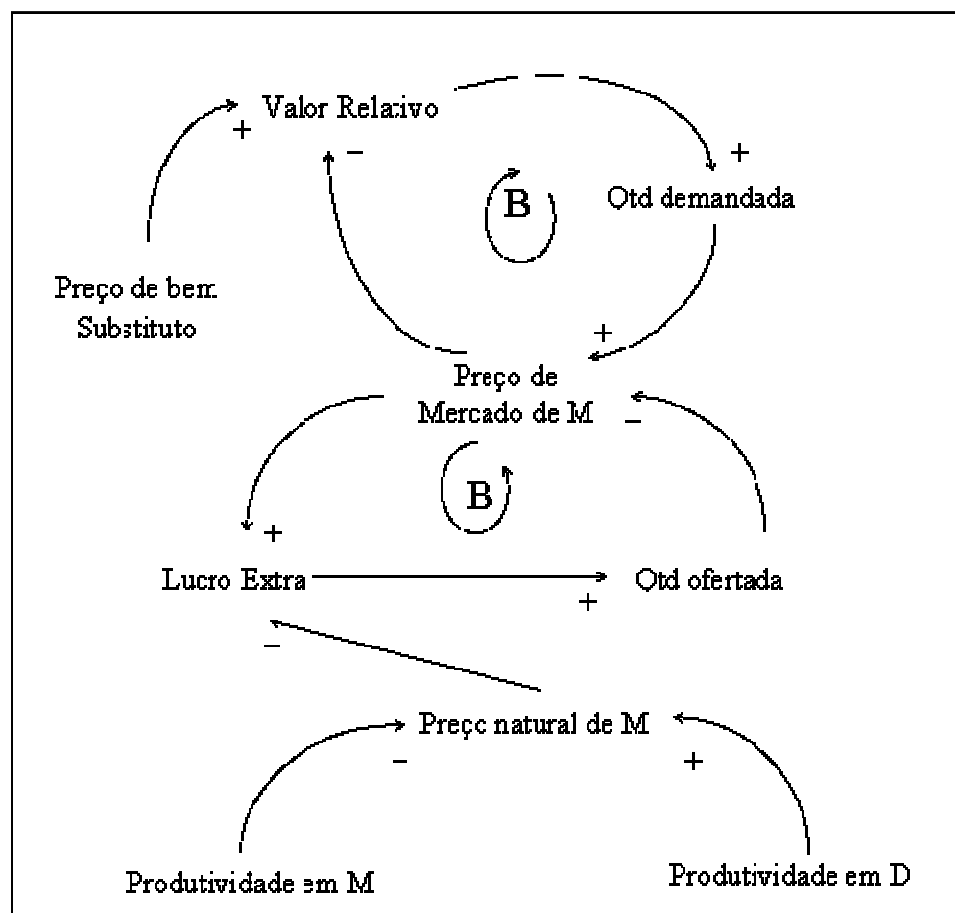 Valor Relativo
+
−
+
Qtd demandada
B
Preço de bem
Substituto
+
Preço de
Mercado de M
−
B
+
Lucro Extra
+
Qtd ofertada
−
Preço natural de M
−
+
Produtividade em M
Produtividade em D